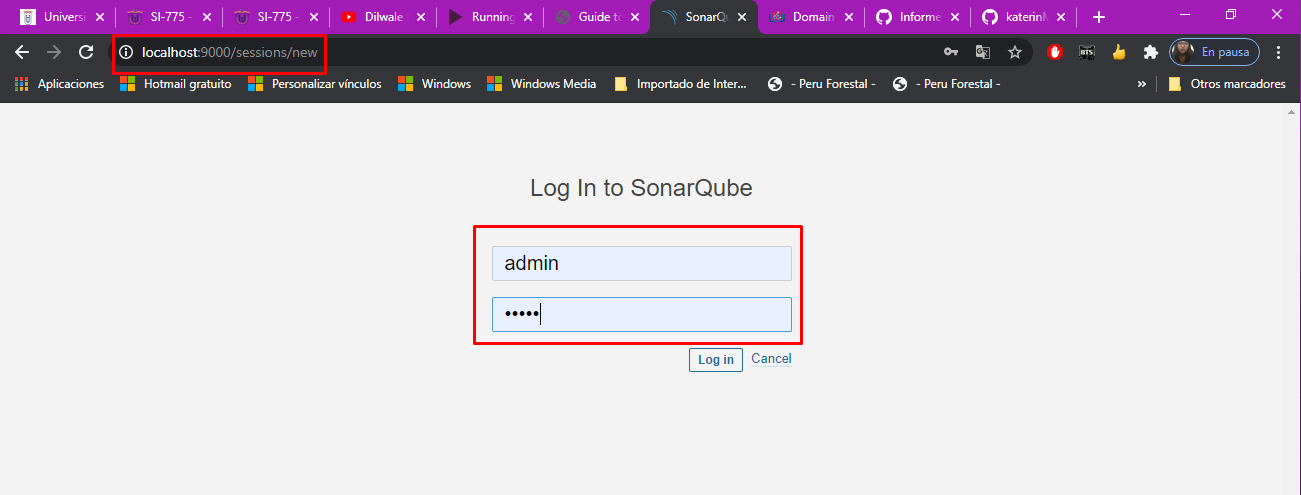 Universi
SI-775 -
SI-775 -
Dilwale
Running
Guide to
SonarQu
Domain
Informe
katerinM
localhost:9000/sessions/new
BTS
En pausa
Aplicaciones
Hotmail gratuito
Personalizar vínculos
Windows
Windows Media
Importado de Inter...
- Peru Forestal -
- Peru Forestal -
»
Otros marcadores
Log In to SonarQube
admin
•••••
Log in Cancel